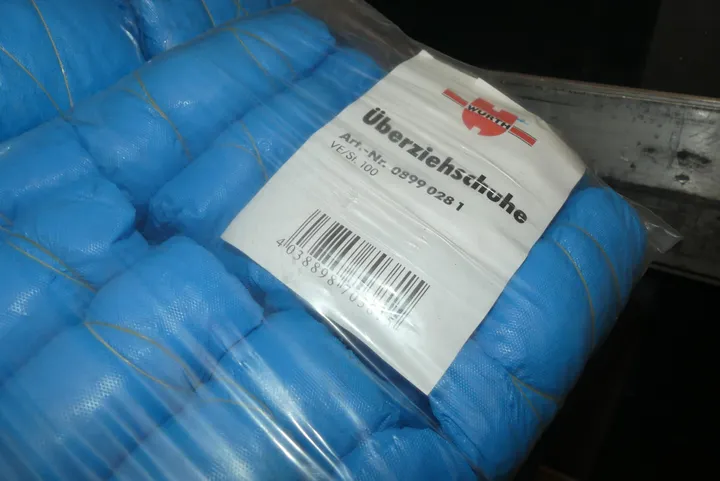 WÜRTH
Überziehschuhe
Art.-Nr. 0899 028 1
VE/St. 100